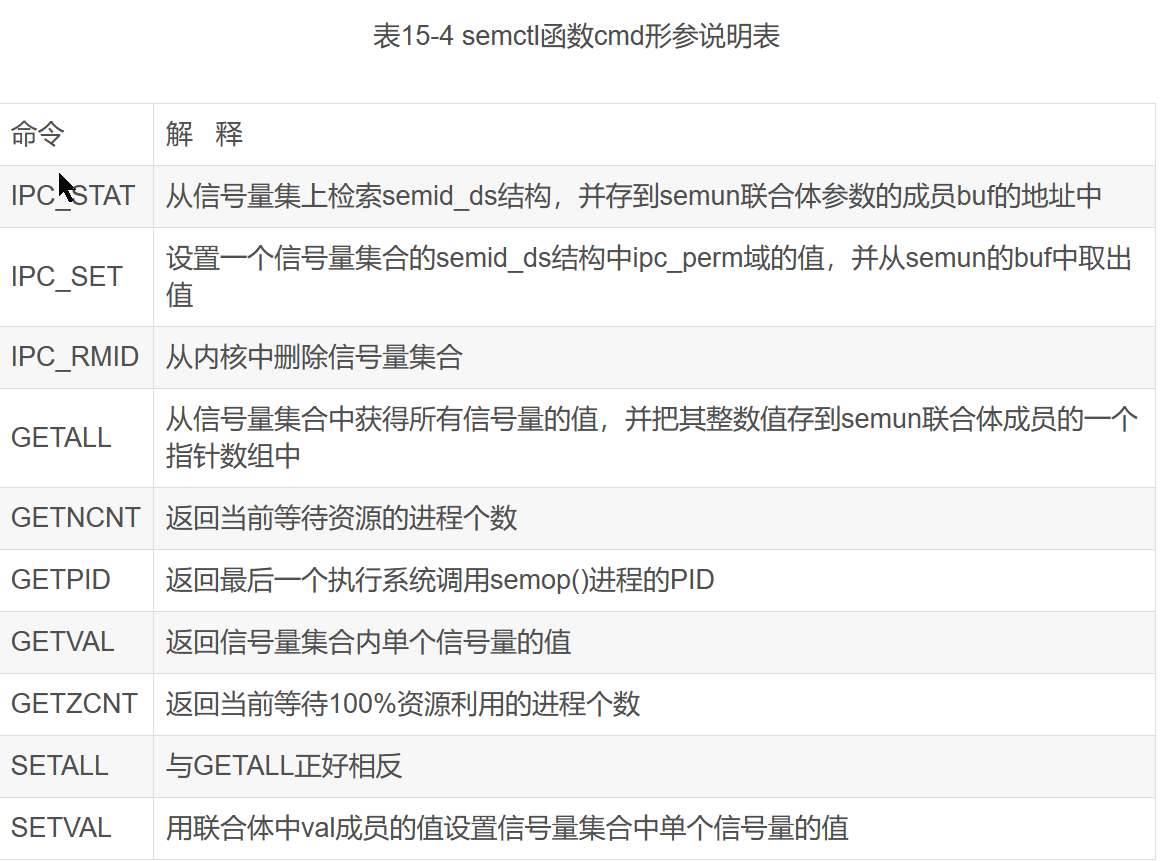 表15-4 semctl函数cmd形参说明表
命令
解 释
IPC_STAT
从信号量集上检索semid_ds结构，并存到semun联合体参数的成员buf的地址中
IPC_SET
设置一个信号量集合的semid_ds结构中ipc_perm域的值，并从semun的buf中取出
值
IPC_RMID
从内核中删除信号量集合
GETALL
从信号量集合中获得所有信号量的值，并把其整数值存到semun联合体成员的一个
指针数组中
GETNCNT
返回当前等待资源的进程个数
GETPID
返回最后一个执行系统调用semop()进程的PID
GETVAL
返回信号量集合内单个信号量的值
GETZCNT
返回当前等待100%资源利用的进程个数
SETALL
与GETALL正好相反
SETVAL
用联合体中val成员的值设置信号量集合中单个信号量的值